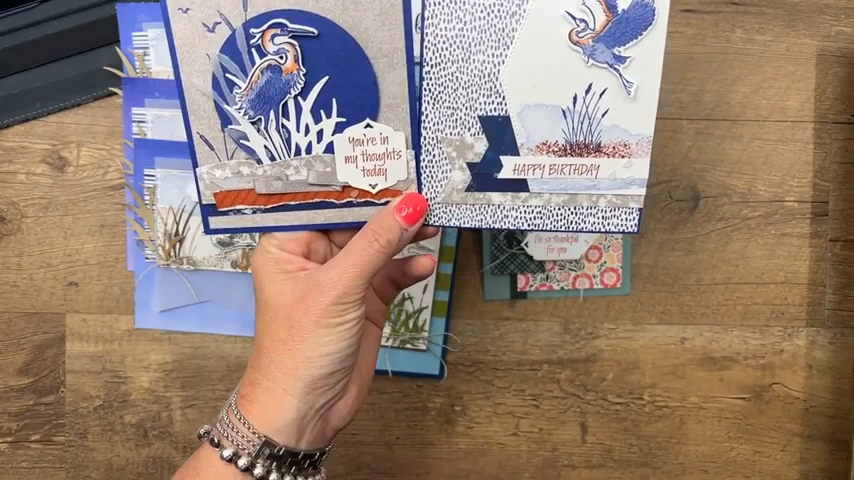 You're in
my thoughts
today
HAPPY BIRTHDAY
I'm so thankful
for you